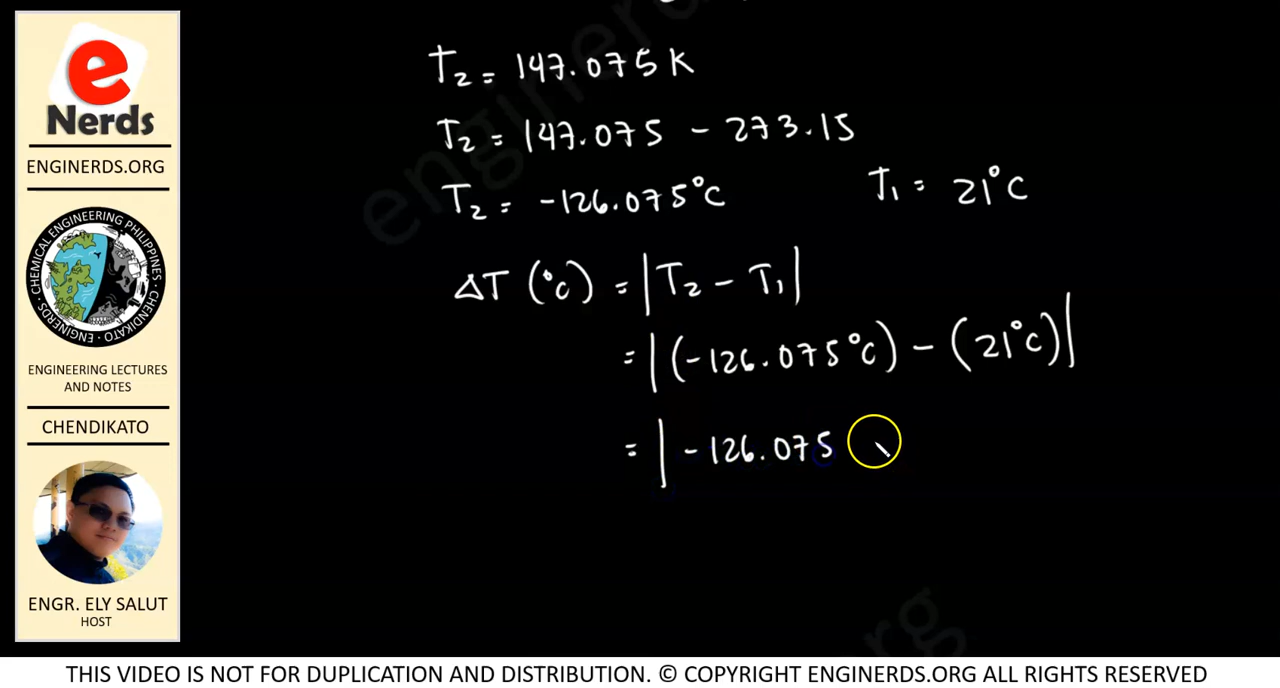 e
Nerds
ENGINERDS.ORG
CHEMICAL ENGINEERING PHILIPPINES
· CHENDIKATO · ENGINERDS ·
ENGINEERING LECTURES
AND NOTES
CHENDIKATO
ENGR. ELY SALUT
HOST
T₂ = 147.075 K
T₂ = 147.075 - 273.15
T₂ = -126.075°C T₁ = 21°C
ΔT (°C) = |T₂ - T₁|
= |(-126.075°C) - (21°C)|
= | -126.075
enginerds
rg
THIS VIDEO IS NOT FOR DUPLICATION AND DISTRIBUTION. © COPYRIGHT ENGINERDS.ORG ALL RIGHTS RESERVED